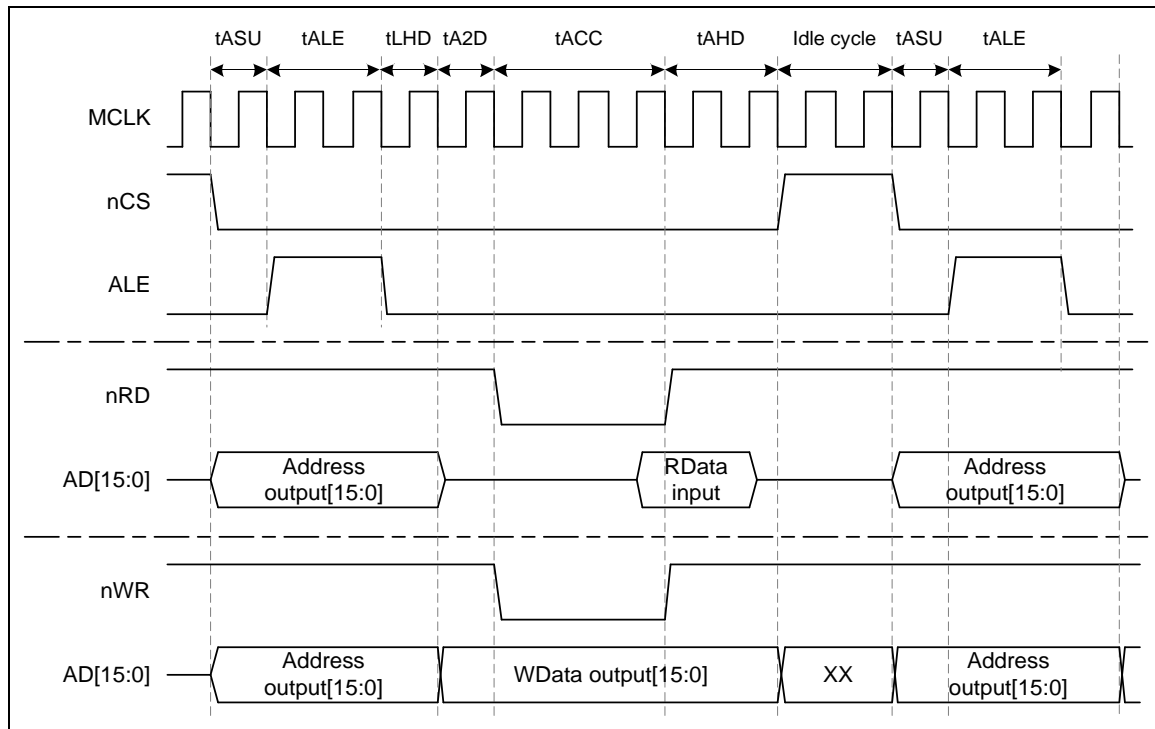 tASU tALE tLHD tA2D tACC tAHD Idle cycle tASU tALE
MCLK
nCS
ALE
nRD
AD[15:0]
Address
output[15:0]
RData
input
Address
output[15:0]
nWR
AD[15:0]
Address
output[15:0]
WData output[15:0]
XX
Address
output[15:0]